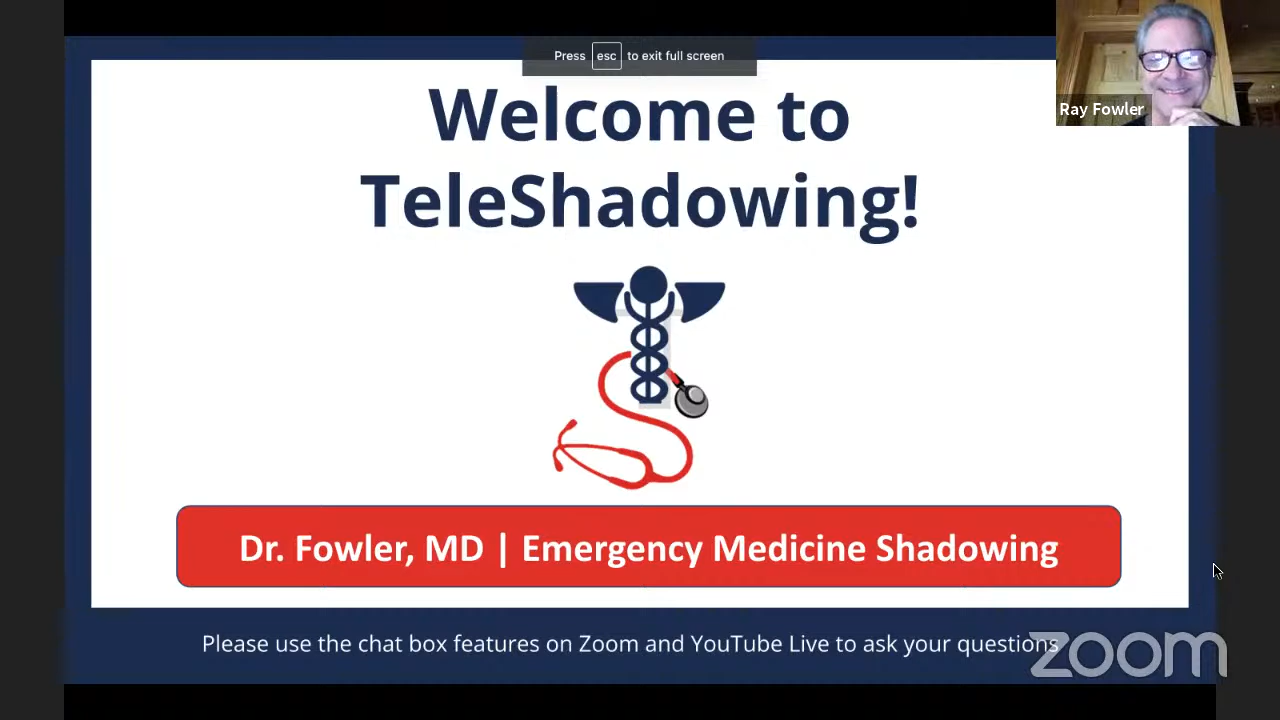 Press esc to exit full screen
Ray Fowler
Welcome to
TeleShadowing!
Dr. Fowler, MD | Emergency Medicine Shadowing
Please use the chat box features on Zoom and YouTube Live to ask your questions
zoom